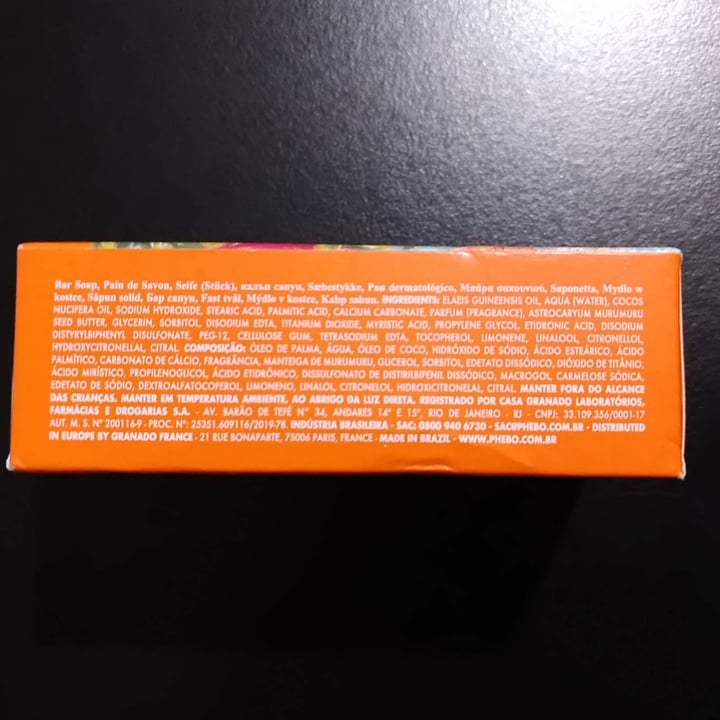 Bar Soap, Pain de Savon, Seife (Stück), калъп сапун, Sæbestykke, Pan dermatológico, Μπάρα σαπουνιού, Saponetta, Mydło w
kostce, Săpun solid, Бар сапун, Fast tvål, Mýdlo v kostce, Kalıp sabun. INGREDIENTS: ELAEIS GUINEENSIS OIL, AQUA (WATER), COCOS
NUCIFERA OIL, SODIUM HYDROXIDE, STEARIC ACID, PALMITIC ACID, CALCIUM CARBONATE, PARFUM (FRAGRANCE), ASTROCARYUM MURUMURU
SEED BUTTER, GLYCERIN, SORBITOL, DISODIUM EDTA, TITANIUM DIOXIDE, MYRISTIC ACID, PROPYLENE GLYCOL, ETIDRONIC ACID, DISODIUM
DISTYRYLBIPHENYL DISULFONATE, PEG-12, CELLULOSE GUM, TETRASODIUM EDTA, TOCOPHEROL, LIMONENE, LINALOOL, CITRONELLOL,
HYDROXYCITRONELLAL, CITRAL. COMPOSIÇÃO: ÓLEO DE PALMA, ÁGUA, ÓLEO DE COCO, HIDRÓXIDO DE SÓDIO, ÁCIDO ESTEÁRICO, ÁCIDO
PALMÍTICO, CARBONATO DE CÁLCIO, FRAGRÂNCIA, MANTEIGA DE MURUMURU, GLICEROL, SORBITOL, EDETATO DISSÓDICO, DIÓXIDO DE TITÂNIO,
ÁCIDO MIRÍSTICO, PROPILENOGLICOL, ÁCIDO ETIDRÔNICO, DISSULFONATO DE DISTIRILBIFENIL DISSÓDICO, MACROGOL, CARMELOSE SÓDICA,
EDETATO DE SÓDIO, DEXTROALFATOCOFEROL, LIMONENO, LINALOL, CITRONELOL, HIDROXICITRONELAL, CITRAL. MANTER FORA DO ALCANCE
DAS CRIANÇAS. MANTER EM TEMPERATURA AMBIENTE, AO ABRIGO DA LUZ DIRETA. REGISTRADO POR CASA GRANADO LABORATÓRIOS,
FARMÁCIAS E DROGARIAS S.A. - AV. BARÃO DE TEFÉ N° 34, ANDARES 14° E 15°, RIO DE JANEIRO - RJ - CNPJ: 33.109.356/0001-17
AUT. M. S. N° 200116-9 - PROC. N°: 25351.609116/2019-78. INDÚSTRIA BRASILEIRA - SAC: 0800 940 6730 - SAC@PHEBO.COM.BR - DISTRIBUTED
IN EUROPE BY GRANADO FRANCE - 21 RUE BONAPARTE, 75006 PARIS, FRANCE - MADE IN BRAZIL - WWW.PHEBO.COM.BR